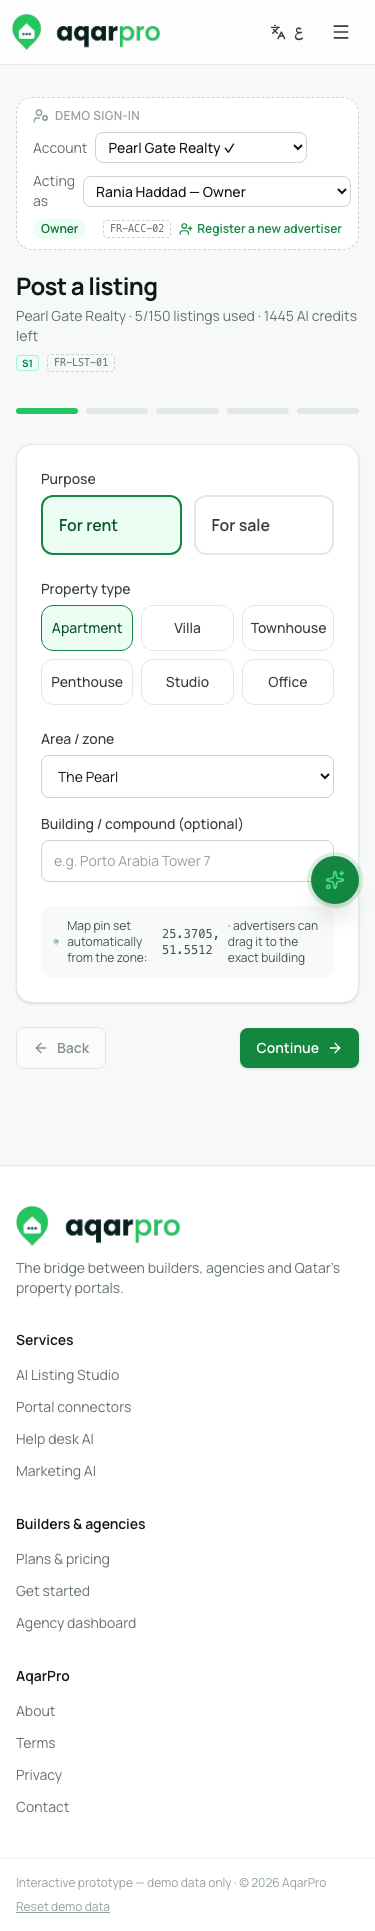 aqarpro
ع
DEMO SIGN-IN
Account
Pearl Gate Realty ✓
Acting
as
Rania Haddad — Owner
Owner
FR-ACC-02
Register a new advertiser
Post a listing
Pearl Gate Realty · 5/150 listings used · 1445 AI credits
left
S1
FR-LST-01
Purpose
For rent
For sale
Property type
Apartment
Villa
Townhouse
Penthouse
Studio
Office
Area / zone
The Pearl
Building / compound (optional)
e.g. Porto Arabia Tower 7
Map pin set
automatically
from the zone:
25.3705,
51.5512
· advertisers can
drag it to the
exact building
Back
Continue
aqarpro
The bridge between builders, agencies and Qatar's
property portals.
Services
AI Listing Studio
Portal connectors
Help desk AI
Marketing AI
Builders & agencies
Plans & pricing
Get started
Agency dashboard
AqarPro
About
Terms
Privacy
Contact
Interactive prototype — demo data only · © 2026 AqarPro
Reset demo data